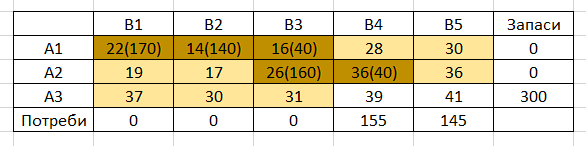 B1 B2 B3 B4 B5 Запаси
A1 22(170) 14(140) 16(40) 28 30 0
A2 19 17 26(160) 36(40) 36 0
A3 37 30 31 39 41 300
Потреби 0 0 0 155 145